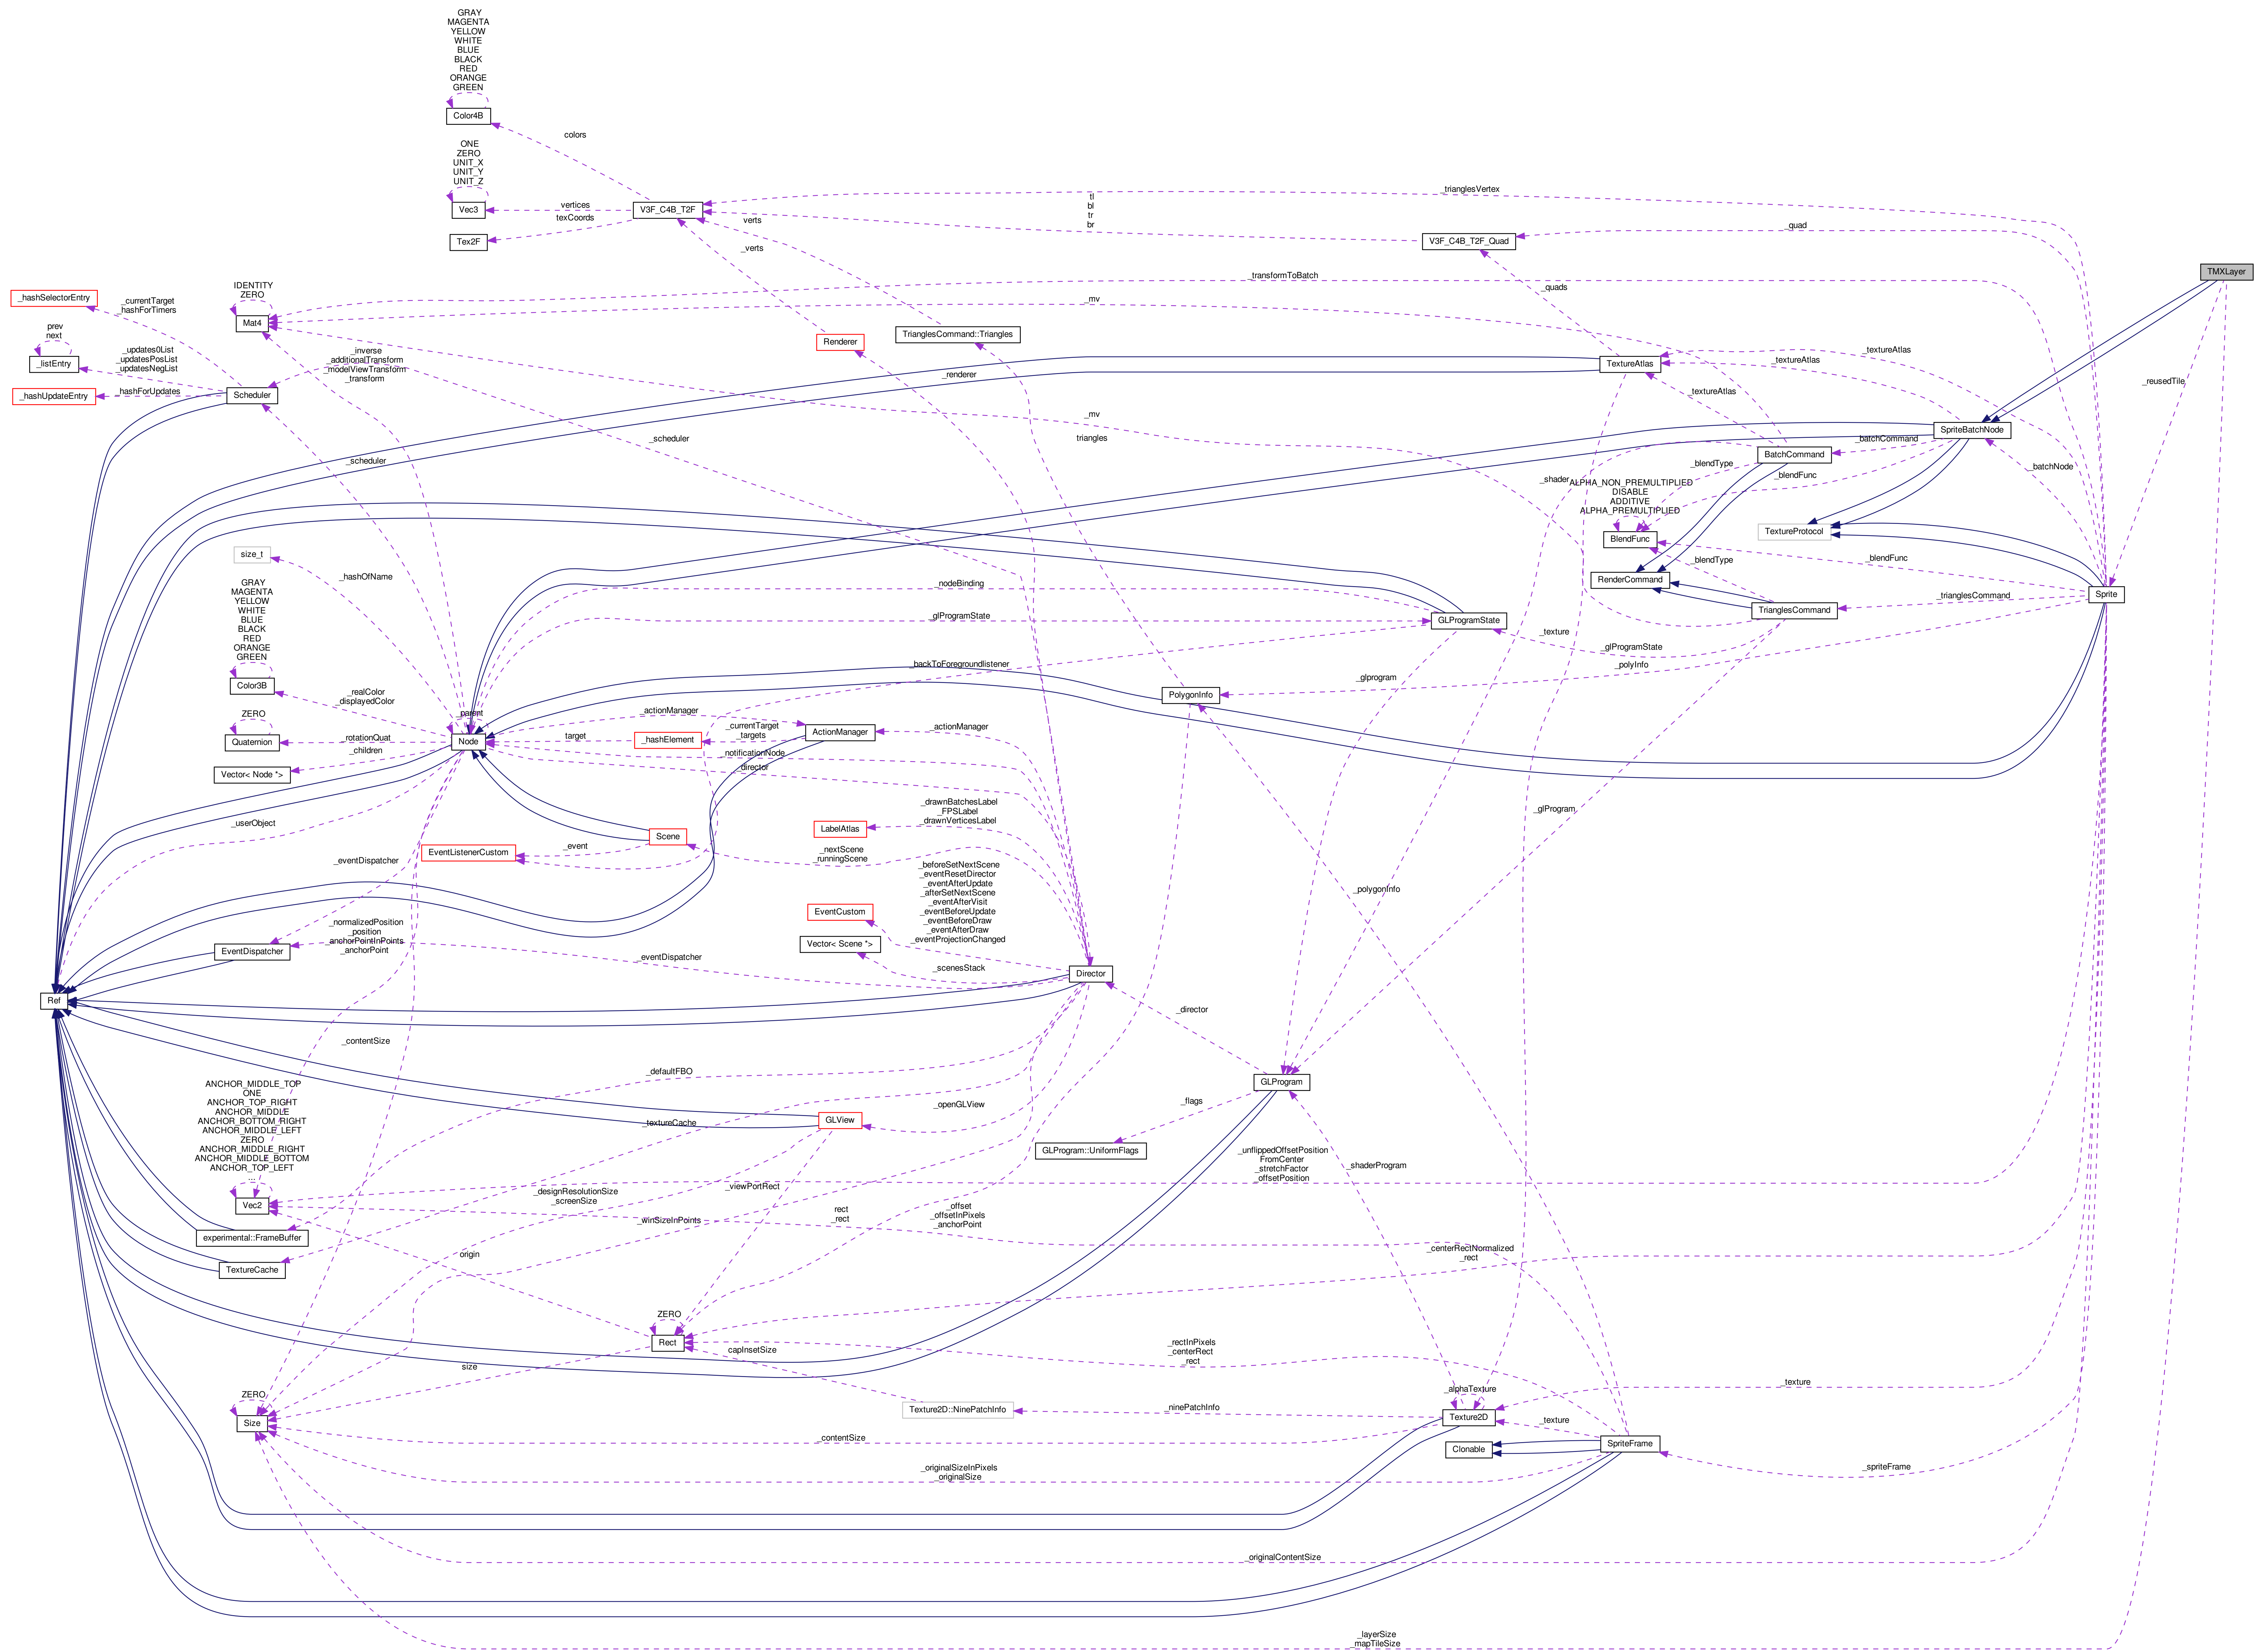 GRAY
MAGENTA
YELLOW
WHITE
BLUE
BLACK
RED
ORANGE
GREEN
Color4B
colors
ONE
ZERO
UNIT_X
UNIT_Y
UNIT_Z
Vec3
vertices
V3F_C4B_T2F
texCoords
Tex2F
verts
_verts
_trianglesVertex
tl
bl
tr
br
V3F_C4B_T2F_Quad
_quad
_quads
TMXLayer
_hashSelectorEntry
_currentTarget
_hashForTimers
IDENTITY
ZERO
Mat4
_transformToBatch
_mv
prev
next
_listEntry
_updates0List
_updatesPosList
_updatesNegList
_hashUpdateEntry
_hashForUpdates
Scheduler
_inverse
_additionalTransform
_modelViewTransform
_transform
Renderer
TrianglesCommand::Triangles
_renderer
TextureAtlas
_textureAtlas
_textureAtlas
_textureAtlas
_reusedTile
_mv
triangles
_scheduler
_scheduler
SpriteBatchNode
_batchCommand
BatchCommand
_batchNode
_blendType
_blendFunc
_shader
ALPHA_NON_PREMULTIPLIED
DISABLE
ADDITIVE
ALPHA_PREMULTIPLIED
BlendFunc
TextureProtocol
_blendType
_blendFunc
RenderCommand
Sprite
_trianglesCommand
TrianglesCommand
size_t
_hashOfName
_nodeBinding
_glProgramState
GLProgramState
_texture
_glProgramState
_polyInfo
GRAY
MAGENTA
YELLOW
WHITE
BLUE
BLACK
RED
ORANGE
GREEN
Color3B
_realColor
_displayedColor
_backToForegroundlistener
_glprogram
PolygonInfo
ZERO
Quaternion
_rotationQuat
_parent
Node
_actionManager
ActionManager
_actionManager
_currentTarget
_targets
_hashElement
target
_children
Vector< Node *>
_notificationNode
_director
_glProgram
_userObject
LabelAtlas
_drawnBatchesLabel
_FPSLabel
_drawnVerticesLabel
Scene
EventListenerCustom
_event
_nextScene
_runningScene
_eventDispatcher
_polygonInfo
EventCustom
_beforeSetNextScene
_eventResetDirector
_eventAfterUpdate
_afterSetNextScene
_eventAfterVisit
_eventBeforeUpdate
_eventBeforeDraw
_eventAfterDraw
_eventProjectionChanged
Vector< Scene *>
_scenesStack
_normalizedPosition
_position
_anchorPointInPoints
_anchorPoint
EventDispatcher
_eventDispatcher
Director
Ref
_director
_contentSize
_defaultFBO
GLProgram
_flags
GLProgram::UniformFlags
ANCHOR_MIDDLE_TOP
ONE
ANCHOR_TOP_RIGHT
ANCHOR_MIDDLE
ANCHOR_BOTTOM_RIGHT
ANCHOR_MIDDLE_LEFT
ZERO
ANCHOR_MIDDLE_RIGHT
ANCHOR_MIDDLE_BOTTOM
ANCHOR_TOP_LEFT
...
Vec2
_openGLView
GLView
_textureCache
_unflippedOffsetPosition
FromCenter
_stretchFactor
_offsetPosition
_shaderProgram
_designResolutionSize
_screenSize
_viewPortRect
_winSizeInPoints
rect
_rect
_offset
_offsetInPixels
_anchorPoint
experimental::FrameBuffer
TextureCache
origin
_centerRectNormalized
_rect
ZERO
Rect
capInsetSize
_rectInPixels
_centerRect
_rect
size
_texture
ZERO
Size
Texture2D::NinePatchInfo
_ninePatchInfo
_alphaTexture
Texture2D
_texture
_contentSize
Clonable
SpriteFrame
_originalSizeInPixels
_originalSize
_spriteFrame
_originalContentSize
_layerSize
_mapTileSize